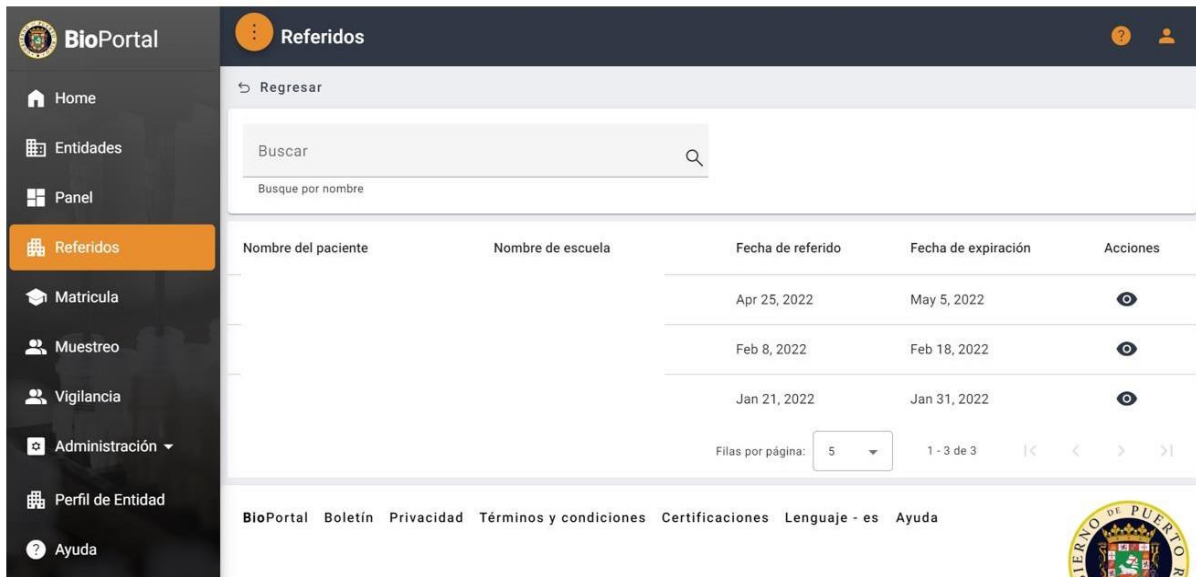 BioPortal
Home
Entidades
Panel
Referidos
Matricula
Muestreo
Vigilancia
Administración
Perfil de Entidad
Ayuda
Referidos
?
Regresar
Buscar
Busque por nombre
Nombre del paciente Nombre de escuela Fecha de referido Fecha de expiración Acciones
Apr 25, 2022 May 5, 2022
Feb 8, 2022 Feb 18, 2022
Jan 21, 2022 Jan 31, 2022
Filas por página: 5 1 - 3 de 3
BioPortal Boletín Privacidad Términos y condiciones Certificaciones Lenguaje - es Ayuda
DE PUERTO